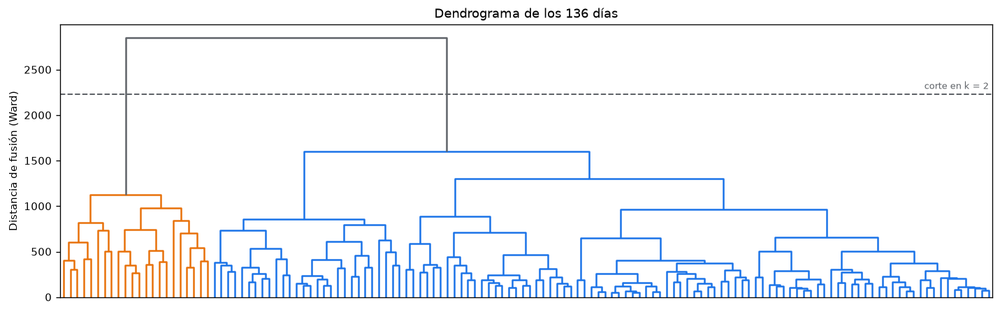 Dendrograma de los 136 días
Distancia de fusión (Ward)
2500
2000
1500
1000
500
0
corte en k = 2